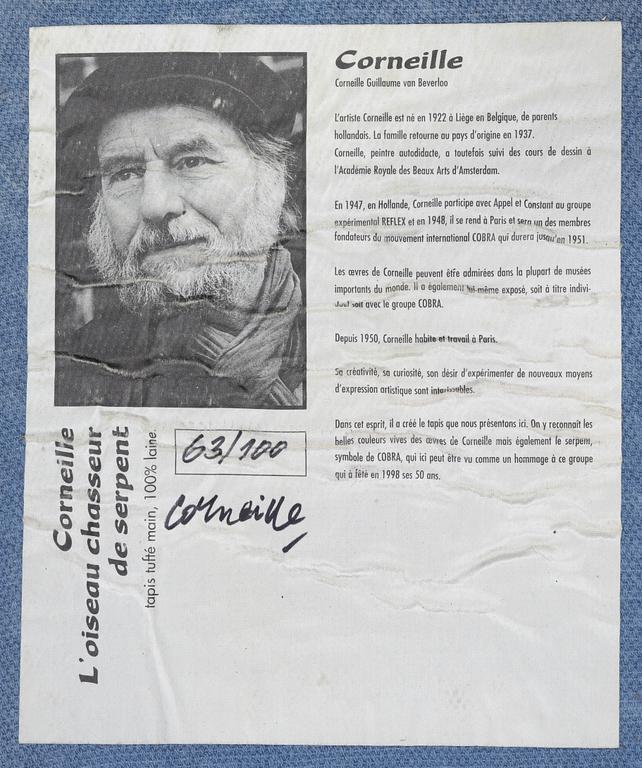 Corneille
Corneille Guillaume van Beverloo
L'artiste Corneille est né en 1922 à Liège en Belgique, de parents
hollandais. La famille retourne au pays d'origine en 1937.
Corneille, peintre autodidacte, a toutefois suivi des cours de dessin à
l'Académie Royale des Beaux Arts d'Amsterdam.
En 1947, en Hollande, Corneille participe avec Appel et Constant au groupe
expérimental REFLEX et en 1948, il se rend à Paris et sera un des membres
fondateurs du mouvement international COBRA qui durera jusqu'en 1951.
Les œvres de Corneille peuvent être admirées dans la plupart de musées
importants du monde. Il a également lui-même exposé, soit à titre indivi-
duel soit avec le groupe COBRA.
Depuis 1950, Corneille habite et travail à Paris.
Sa créativité, sa curiosité, son désir d'expérimenter de nouveaux moyens
d'expression artistique sont intarissables.
Dans cet esprit, il a créé le tapis que nous présentons ici. On y reconnaît les
belles couleurs vives des œvres de Corneille mais également le serpem,
symbole de COBRA, qui ici peut être vu comme un hommage à ce groupe
qui à fêté en 1998 ses 50 ans.
Corneille
L'oiseau chasseur
de serpent
tapis tufté main, 100% laine.
63/100
Corneille